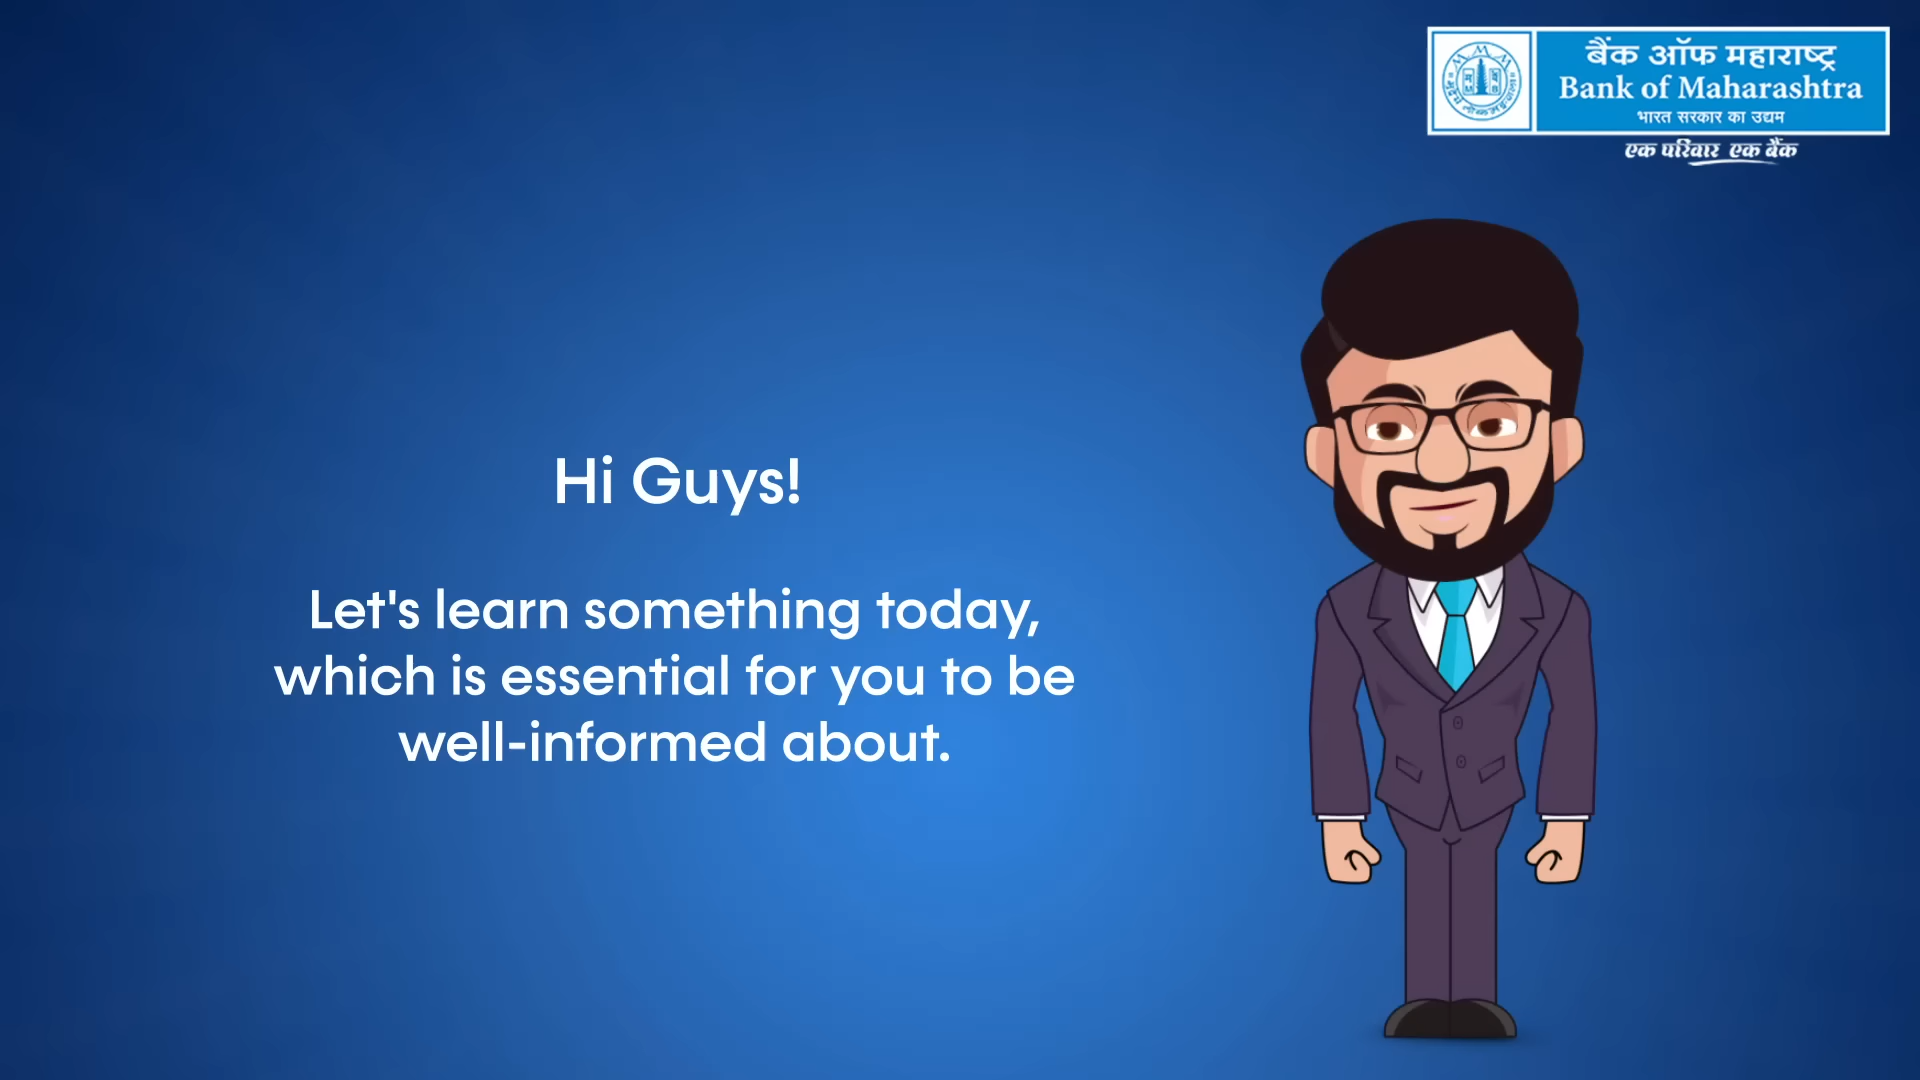 बैंक ऑफ महाराष्ट्र
Bank of Maharashtra
भारत सरकार का उद्यम
एक परिवार एक बैंक
Hi Guys!
Let's learn something today,
which is essential for you to be
well-informed about.